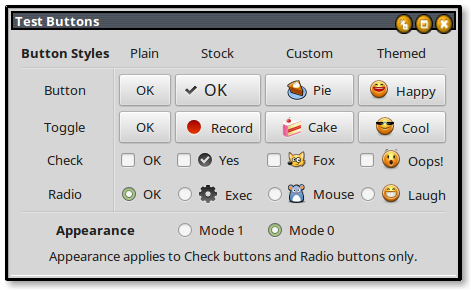 Test Buttons
Button Styles Plain Stock Custom Themed
Button OK OK Pie Happy
Toggle OK Record Cake Cool
Check OK Yes Fox Oops!
Radio OK Exec Mouse Laugh
Appearance Mode 1 Mode 0
Appearance applies to Check buttons and Radio buttons only.